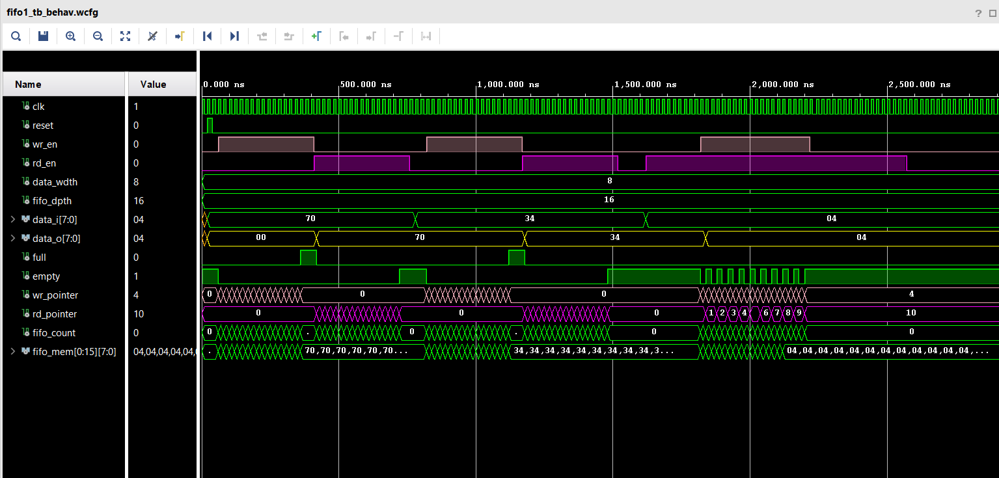 fifo1_tb_behav.wcfg
?
Name Value
0.000 ns 500.000 ns 1,000.000 ns 1,500.000 ns 2,000.000 ns 2,500.000 ns
clk 1
reset 0
wr_en 0
rd_en 0
data_wdth 8 8
fifo_dpth 16 16
data_i[7:0] 04 70 34 04
data_o[7:0] 04 00 70 34 04
full 0
empty 1
wr_pointer 4 0 0 0 4
rd_pointer 10 0 0 0 1 2 3 4 6 7 8 9 10
fifo_count 0 0 . 0 . 0 0
fifo_mem[0:15][7:0] 04,04,04,04,04,0 . 70,70,70,70,70,70... 34,34,34,34,34,34,34,34,34,3... 04,04,04,04,04,04,04,04,04,04,04,04,...